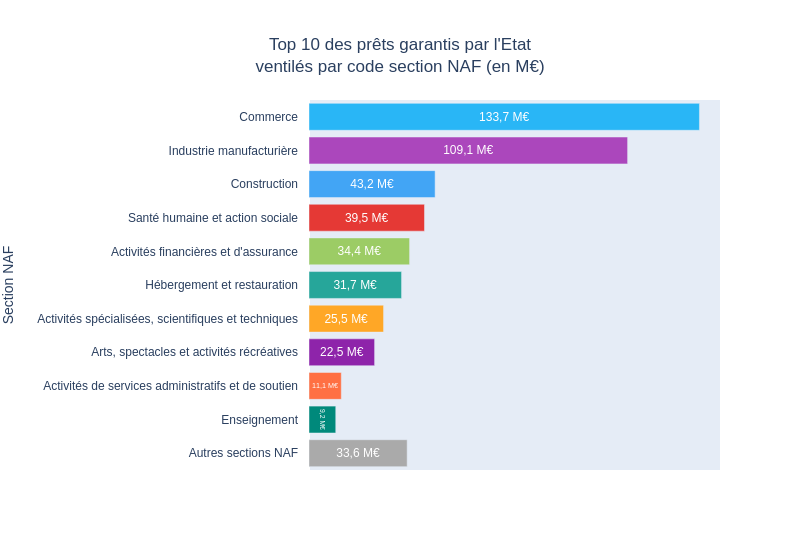 Top 10 des prêts garantis par l'Etat
ventilés par code section NAF (en M€)
Section NAF
Commerce 133,7 M€
Industrie manufacturière 109,1 M€
Construction 43,2 M€
Santé humaine et action sociale 39,5 M€
Activités financières et d'assurance 34,4 M€
Hébergement et restauration 31,7 M€
Activités spécialisées, scientifiques et techniques 25,5 M€
Arts, spectacles et activités récréatives 22,5 M€
Activités de services administratifs et de soutien 11,1 M€
Enseignement 9,2 M€
Autres sections NAF 33,6 M€